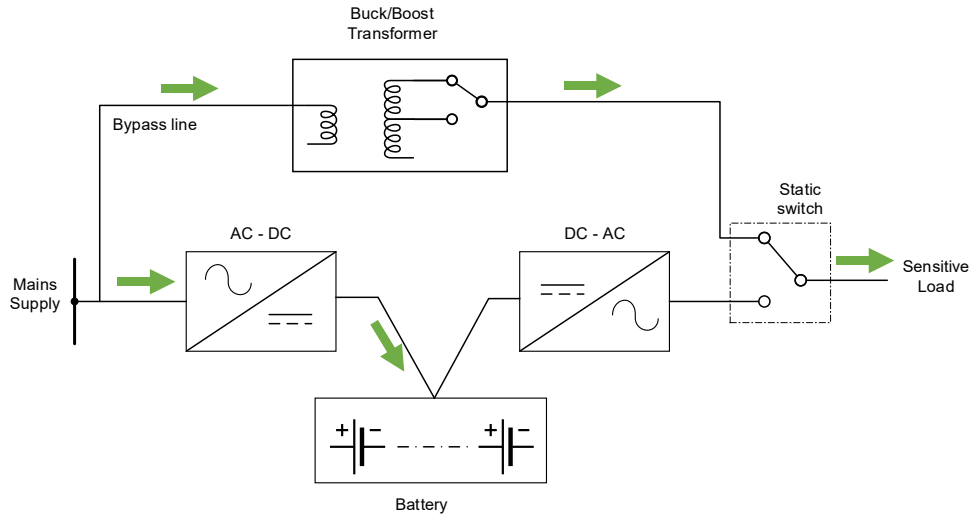 Buck/Boost
Transformer
Bypass line
Static
switch
AC - DC
DC - AC
Mains
Supply
Sensitive
Load
+ − + −
Battery